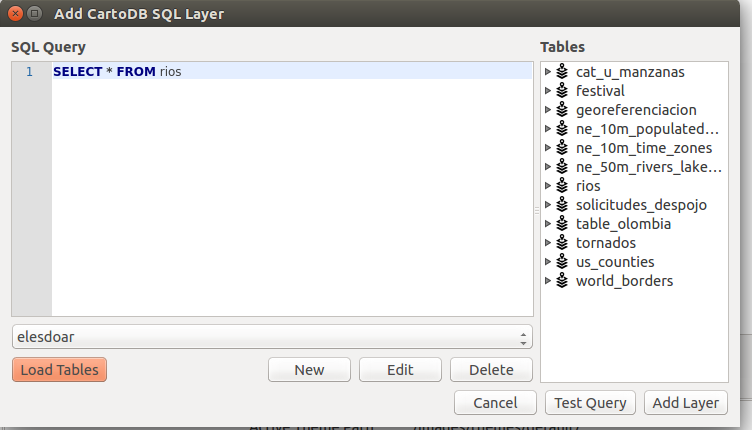 Add CartoDB SQL Layer
SQL Query
1 SELECT * FROM rios
elesdoar
Load Tables
New
Edit
Delete
Tables
cat_u_manzanas
festival
georeferenciacion
ne_10m_populated...
ne_10m_time_zones
ne_50m_rivers_lake...
rios
solicitudes_despojo
table_olombia
tornados
us_counties
world_borders
Cancel
Test Query
Add Layer